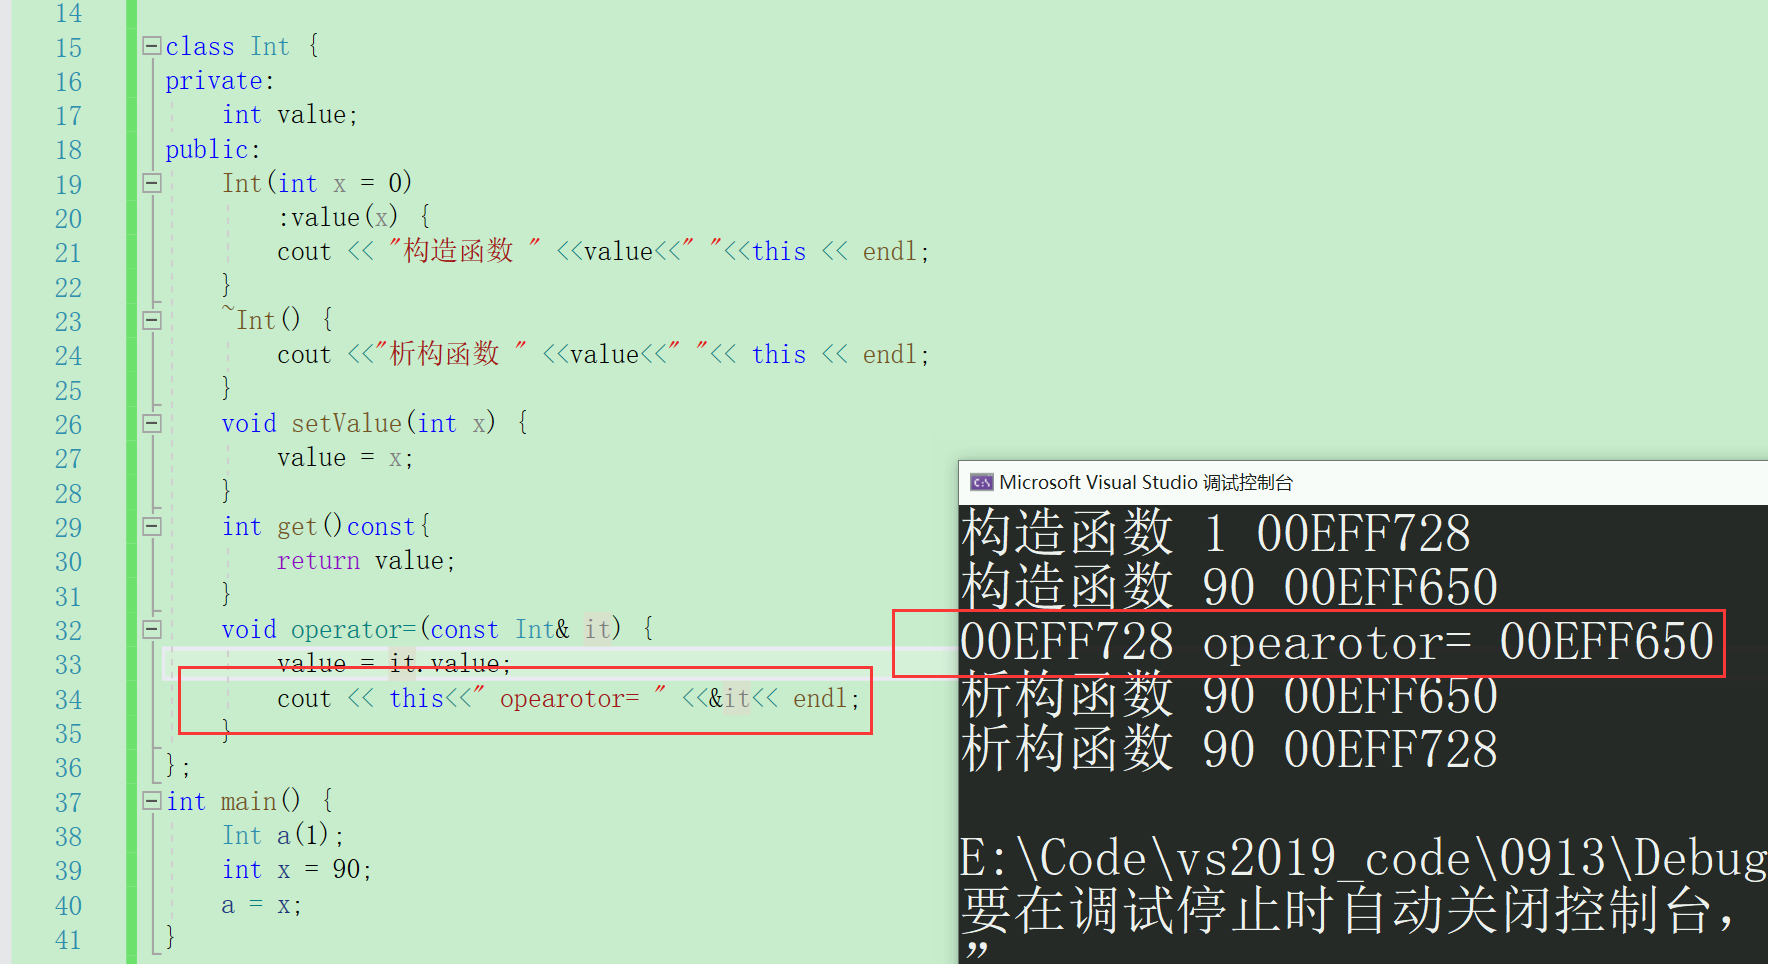 14
15 class Int {
16 private:
17     int value;
18 public:
19     Int(int x = 0)
20         :value(x) {
21         cout << "构造函数 " <<value<<" "<<this << endl;
22     }
23     ~Int() {
24         cout <<"析构函数 " <<value<<" "<< this << endl;
25     }
26     void setValue(int x) {
27         value = x;
28     }
29     int get()const{
30         return value;
31     }
32     void operator=(const Int& it) {
33         value = it.value;
34         cout << this<<" opearotor= " <<&it<< endl;
35     }
36 };
37 int main() {
38     Int a(1);
39     int x = 90;
40     a = x;
41 }
Microsoft Visual Studio 调试控制台
构造函数 1 00EFF728
构造函数 90 00EFF650
00EFF728 opearotor= 00EFF650
析构函数 90 00EFF650
析构函数 90 00EFF728
E:\Code\vs2019_code\0913\Debug
要在调试停止时自动关闭控制台，
”